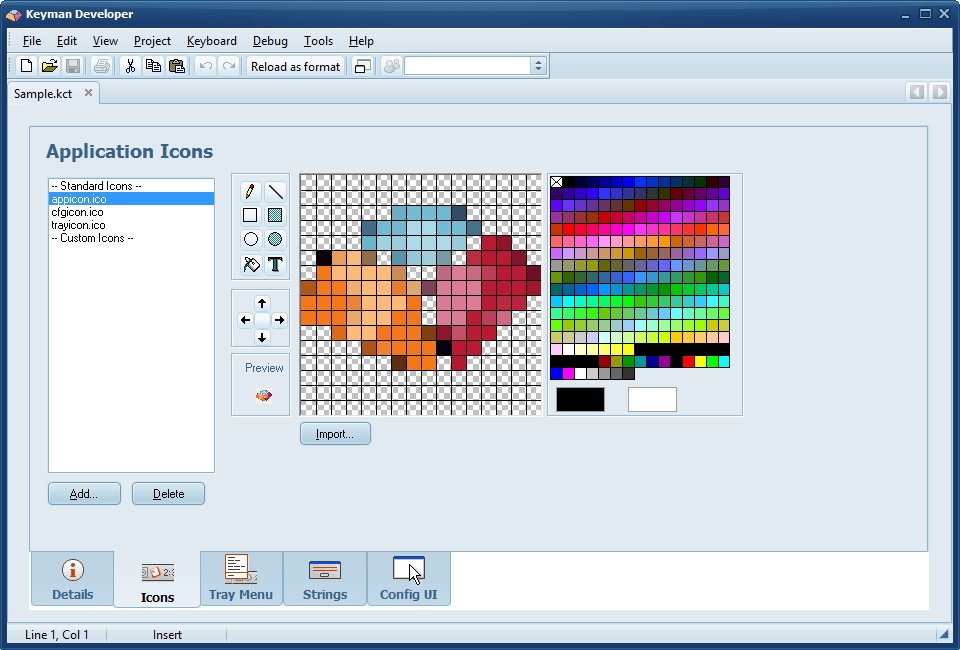 Keyman Developer
File Edit View Project Keyboard Debug Tools Help
Reload as format
Sample.kct
Application Icons
-- Standard Icons --
appicon.ico
cfgicon.ico
trayicon.ico
-- Custom Icons --
T
Preview
Import...
Add... Delete
Details Icons Tray Menu Strings Config UI
Line 1, Col 1 Insert